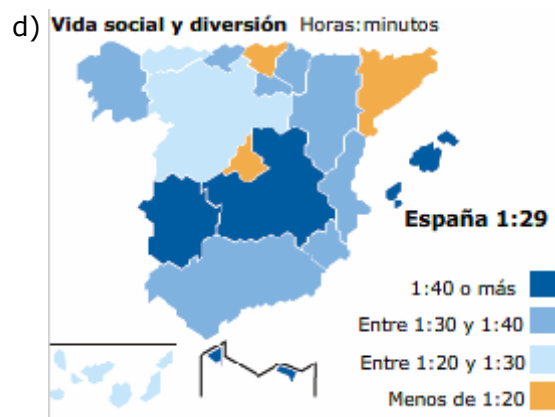 d) Vida social y diversión Horas:minutos
España 1:29
1:40 o más
Entre 1:30 y 1:40
Entre 1:20 y 1:30
Menos de 1:20